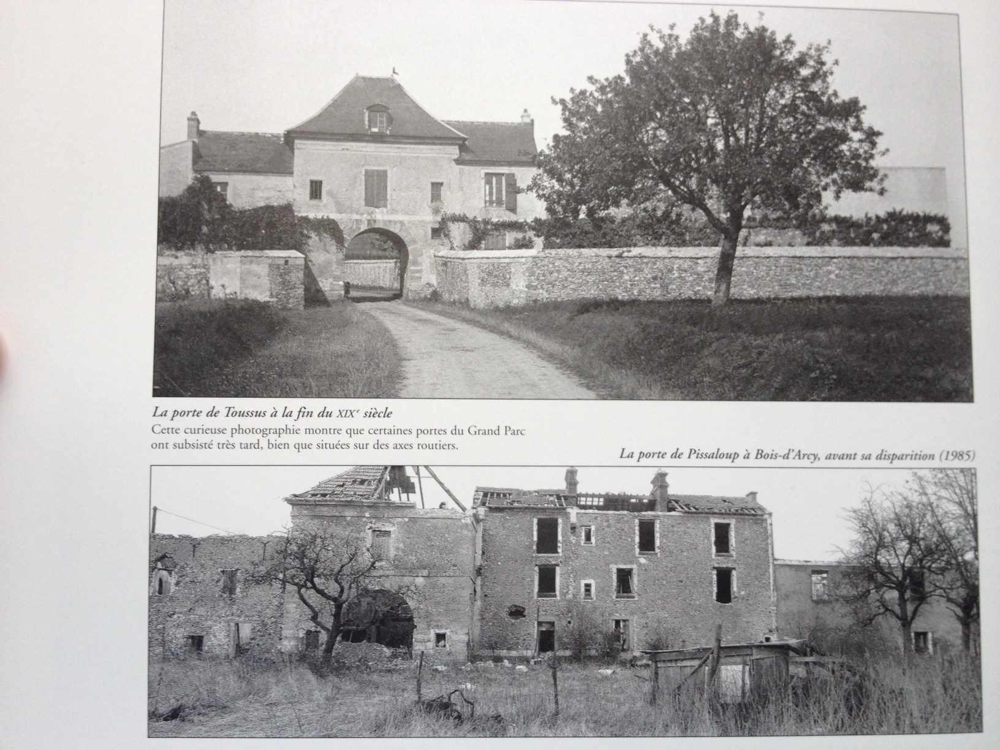 La porte de Toussus à la fin du XIXe siècle
Cette curieuse photographie montre que certaines portes du Grand Parc
ont subsisté très tard, bien que situées sur des axes routiers.
La porte de Pissaloup à Bois-d'Arcy, avant sa disparition (1985)